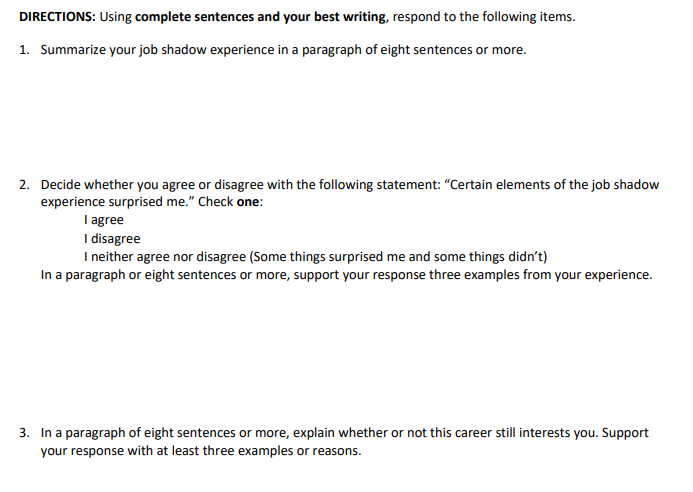 DIRECTIONS: Using complete sentences and your best writing, respond to the following items.
1. Summarize your job shadow experience in a paragraph of eight sentences or more.
2. Decide whether you agree or disagree with the following statement: “Certain elements of the job shadow
experience surprised me.” Check one:
I agree
I disagree
I neither agree nor disagree (Some things surprised me and some things didn’t)
In a paragraph or eight sentences or more, support your response three examples from your experience.
3. In a paragraph of eight sentences or more, explain whether or not this career still interests you. Support
your response with at least three examples or reasons.